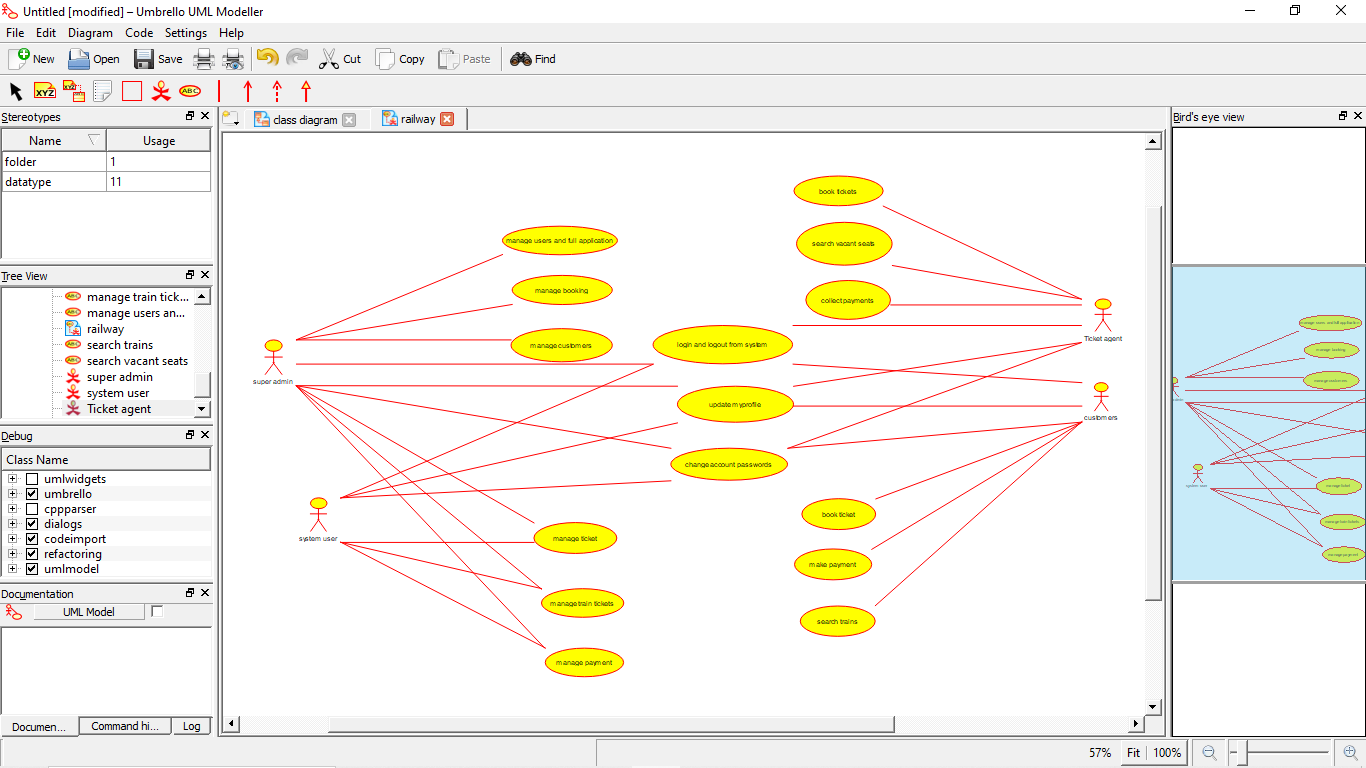 Untitled [modified] – Umbrello UML Modeller
File Edit Diagram Code Settings Help
New Open Save Cut Copy Paste Find
XYZ XYZ ABC
Stereotypes
Name Usage
folder 1
datatype 11
Tree View
manage train tick...
manage users an...
railway
search trains
search vacant seats
super admin
system user
Ticket agent
Debug
Class Name
umlwidgets
umbrello
cppparser
dialogs
codeimport
refactoring
umlmodel
Documentation
UML Model
Documen... Command hi... Log
class diagram railway
book tickets
manage users and full application
search vacant seats
manage booking
collect payments
Ticket agent
manage customers
login and logout from system
super admin
update myprofile
customers
change account passwords
book ticket
system user
manage ticket
make payment
manage train tickets
search trains
manage payment
Bird's eye view
57% Fit 100%